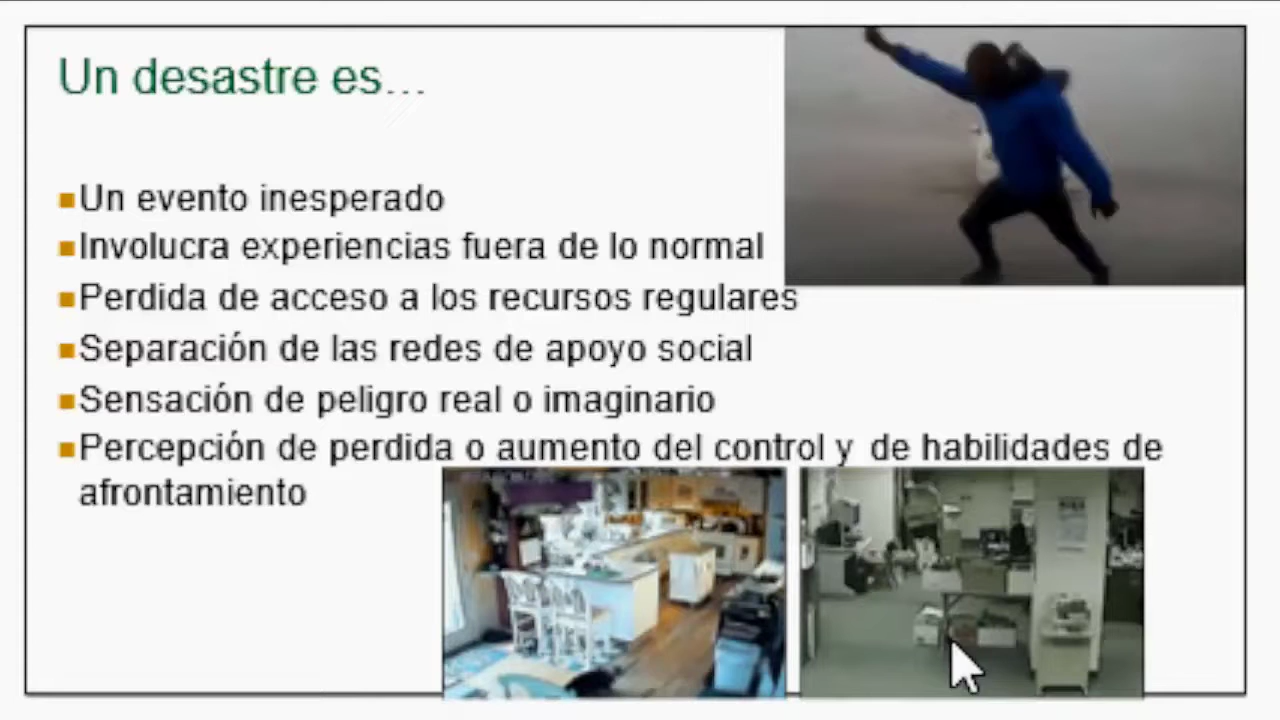 Un desastre es...
Un evento inesperado
Involucra experiencias fuera de lo normal
Perdida de acceso a los recursos regulares
Separación de las redes de apoyo social
Sensación de peligro real o imaginario
Percepción de perdida o aumento del control y de habilidades de
afrontamiento